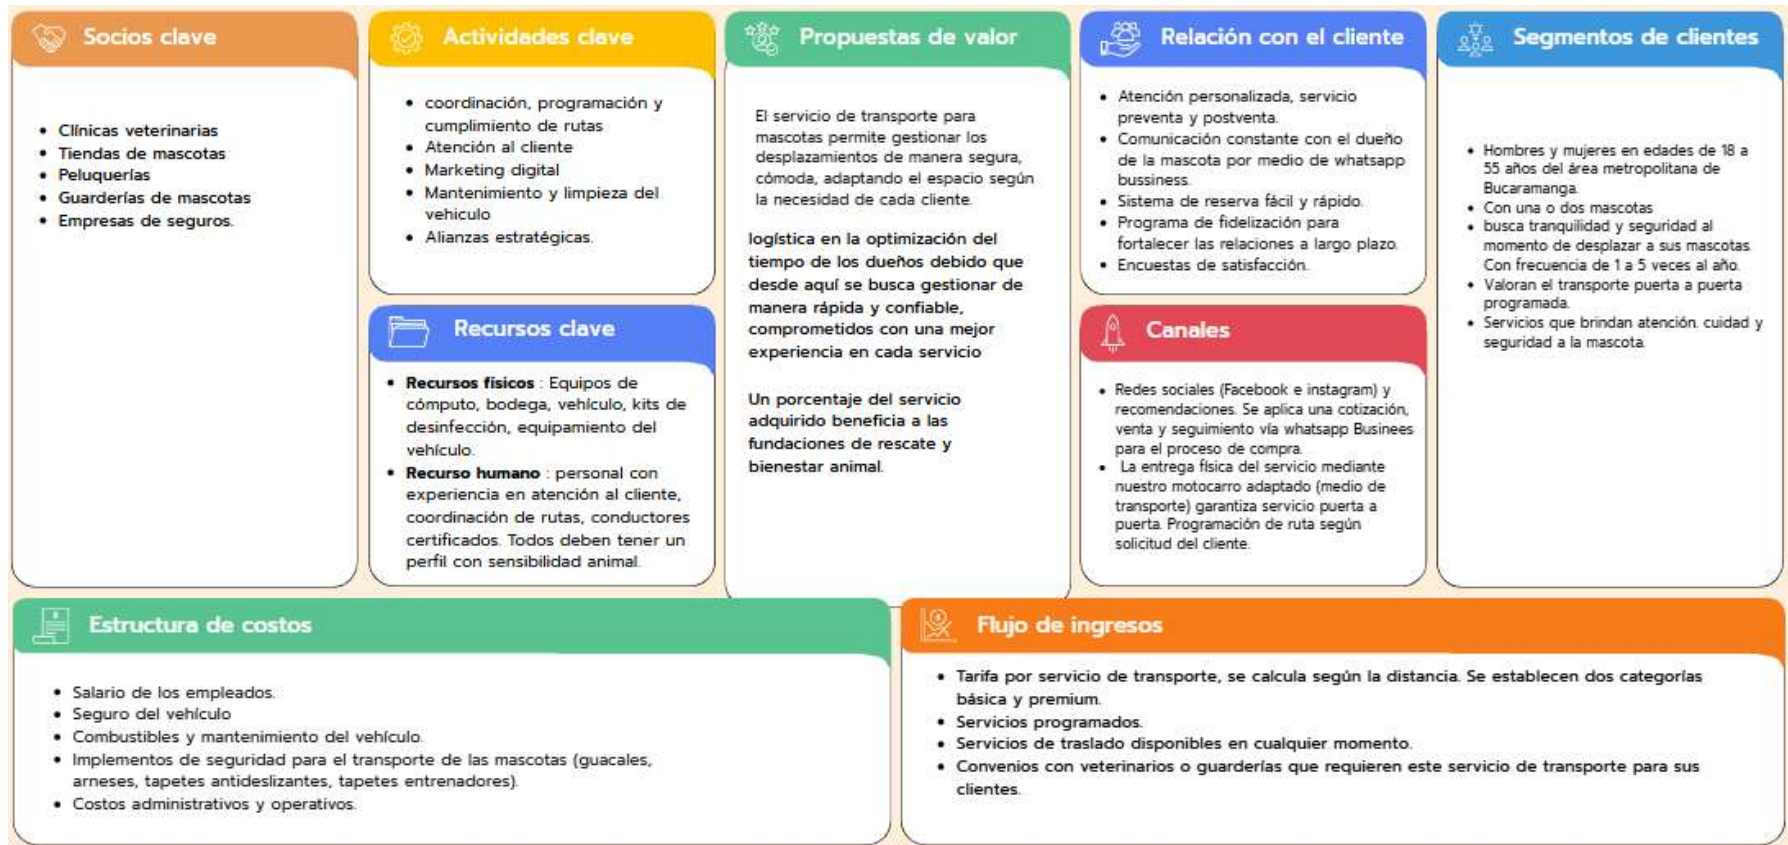 Socios clave
• Clínicas veterinarias
• Tiendas de mascotas
• Peluquerías
• Guarderías de mascotas
• Empresas de seguros.
Actividades clave
• coordinación, programación y
cumplimiento de rutas
• Atención al cliente
• Marketing digital
• Mantenimiento y limpieza del
vehiculo
• Alianzas estratégicas.
Recursos clave
• Recursos físicos : Equipos de
cómputo, bodega, vehículo, kits de
desinfección, equipamiento del
vehículo.
• Recurso humano : personal con
experiencia en atención al cliente,
coordinación de rutas, conductores
certificados. Todos deben tener un
perfil con sensibilidad animal.
Propuestas de valor
El servicio de transporte para
mascotas permite gestionar los
desplazamientos de manera segura,
cómoda, adaptando el espacio según
la necesidad de cada cliente.
logística en la optimización del
tiempo de los dueños debido que
desde aquí se busca gestionar de
manera rápida y confiable,
comprometidos con una mejor
experiencia en cada servicio
Un porcentaje del servicio
adquirido beneficia a las
fundaciones de rescate y
bienestar animal.
Relación con el cliente
• Atención personalizada, servicio
preventa y postventa.
• Comunicación constante con el dueño
de la mascota por medio de whatsapp
bussiness.
• Sistema de reserva fácil y rápido.
• Programa de fidelización para
fortalecer las relaciones a largo plazo.
• Encuestas de satisfacción.
Canales
• Redes sociales (Facebook e instagram) y
recomendaciones. Se aplica una cotización,
venta y seguimiento vía whatsapp Businees
para el proceso de compra.
• La entrega física del servicio mediante
nuestro motocarro adaptado (medio de
transporte) garantiza servicio puerta a
puerta. Programación de ruta según
solicitud del cliente.
Segmentos de clientes
• Hombres y mujeres en edades de 18 a
55 años del área metropolitana de
Bucaramanga.
• Con una o dos mascotas
• busca tranquilidad y seguridad al
momento de desplazar a sus mascotas.
Con frecuencia de 1 a 5 veces al año.
• Valoran el transporte puerta a puerta
programada.
• Servicios que brindan atención. cuidad y
seguridad a la mascota.
Estructura de costos
• Salario de los empleados.
• Seguro del vehículo
• Combustibles y mantenimiento del vehículo.
• Implementos de seguridad para el transporte de las mascotas (guacales,
arneses, tapetes antideslizantes, tapetes entrenadores).
• Costos administrativos y operativos.
Flujo de ingresos
• Tarifa por servicio de transporte, se calcula según la distancia. Se establecen dos categorías
básica y premium.
• Servicios programados.
• Servicios de traslado disponibles en cualquier momento.
• Convenios con veterinarios o guarderías que requieren este servicio de transporte para sus
clientes.